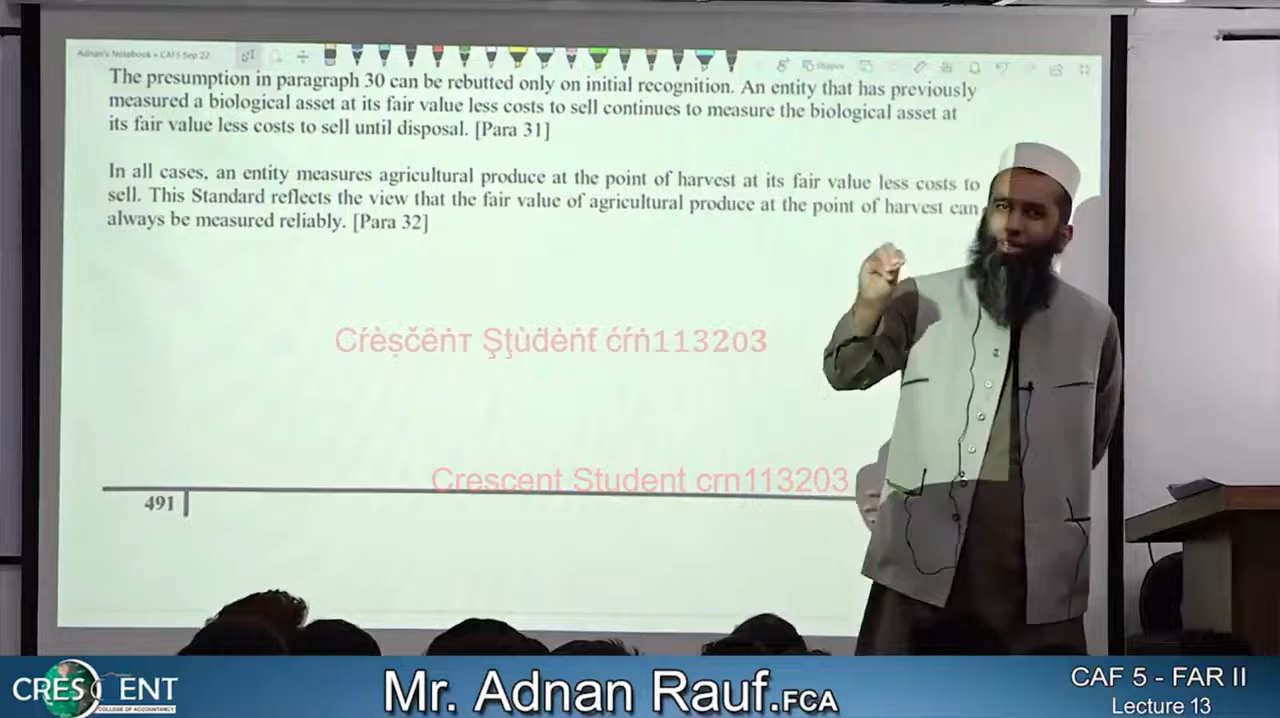 Adnan's Notebook » CAF5 Sep 22
Shapes
The presumption in paragraph 30 can be rebutted only on initial recognition. An entity that has previously
measured a biological asset at its fair value less costs to sell continues to measure the biological asset at
its fair value less costs to sell until disposal. [Para 31]
In all cases, an entity measures agricultural produce at the point of harvest at its fair value less costs to
sell. This Standard reflects the view that the fair value of agricultural produce at the point of harvest can
always be measured reliably. [Para 32]
Cŕèșčêṅт Şţùḋėṅf ćŕṅ113203
Crescent Student crn113203
491
CRESCENT
COLLEGE OF ACCOUNTANCY
Mr. Adnan Rauf.FCA
CAF 5 - FAR II
Lecture 13